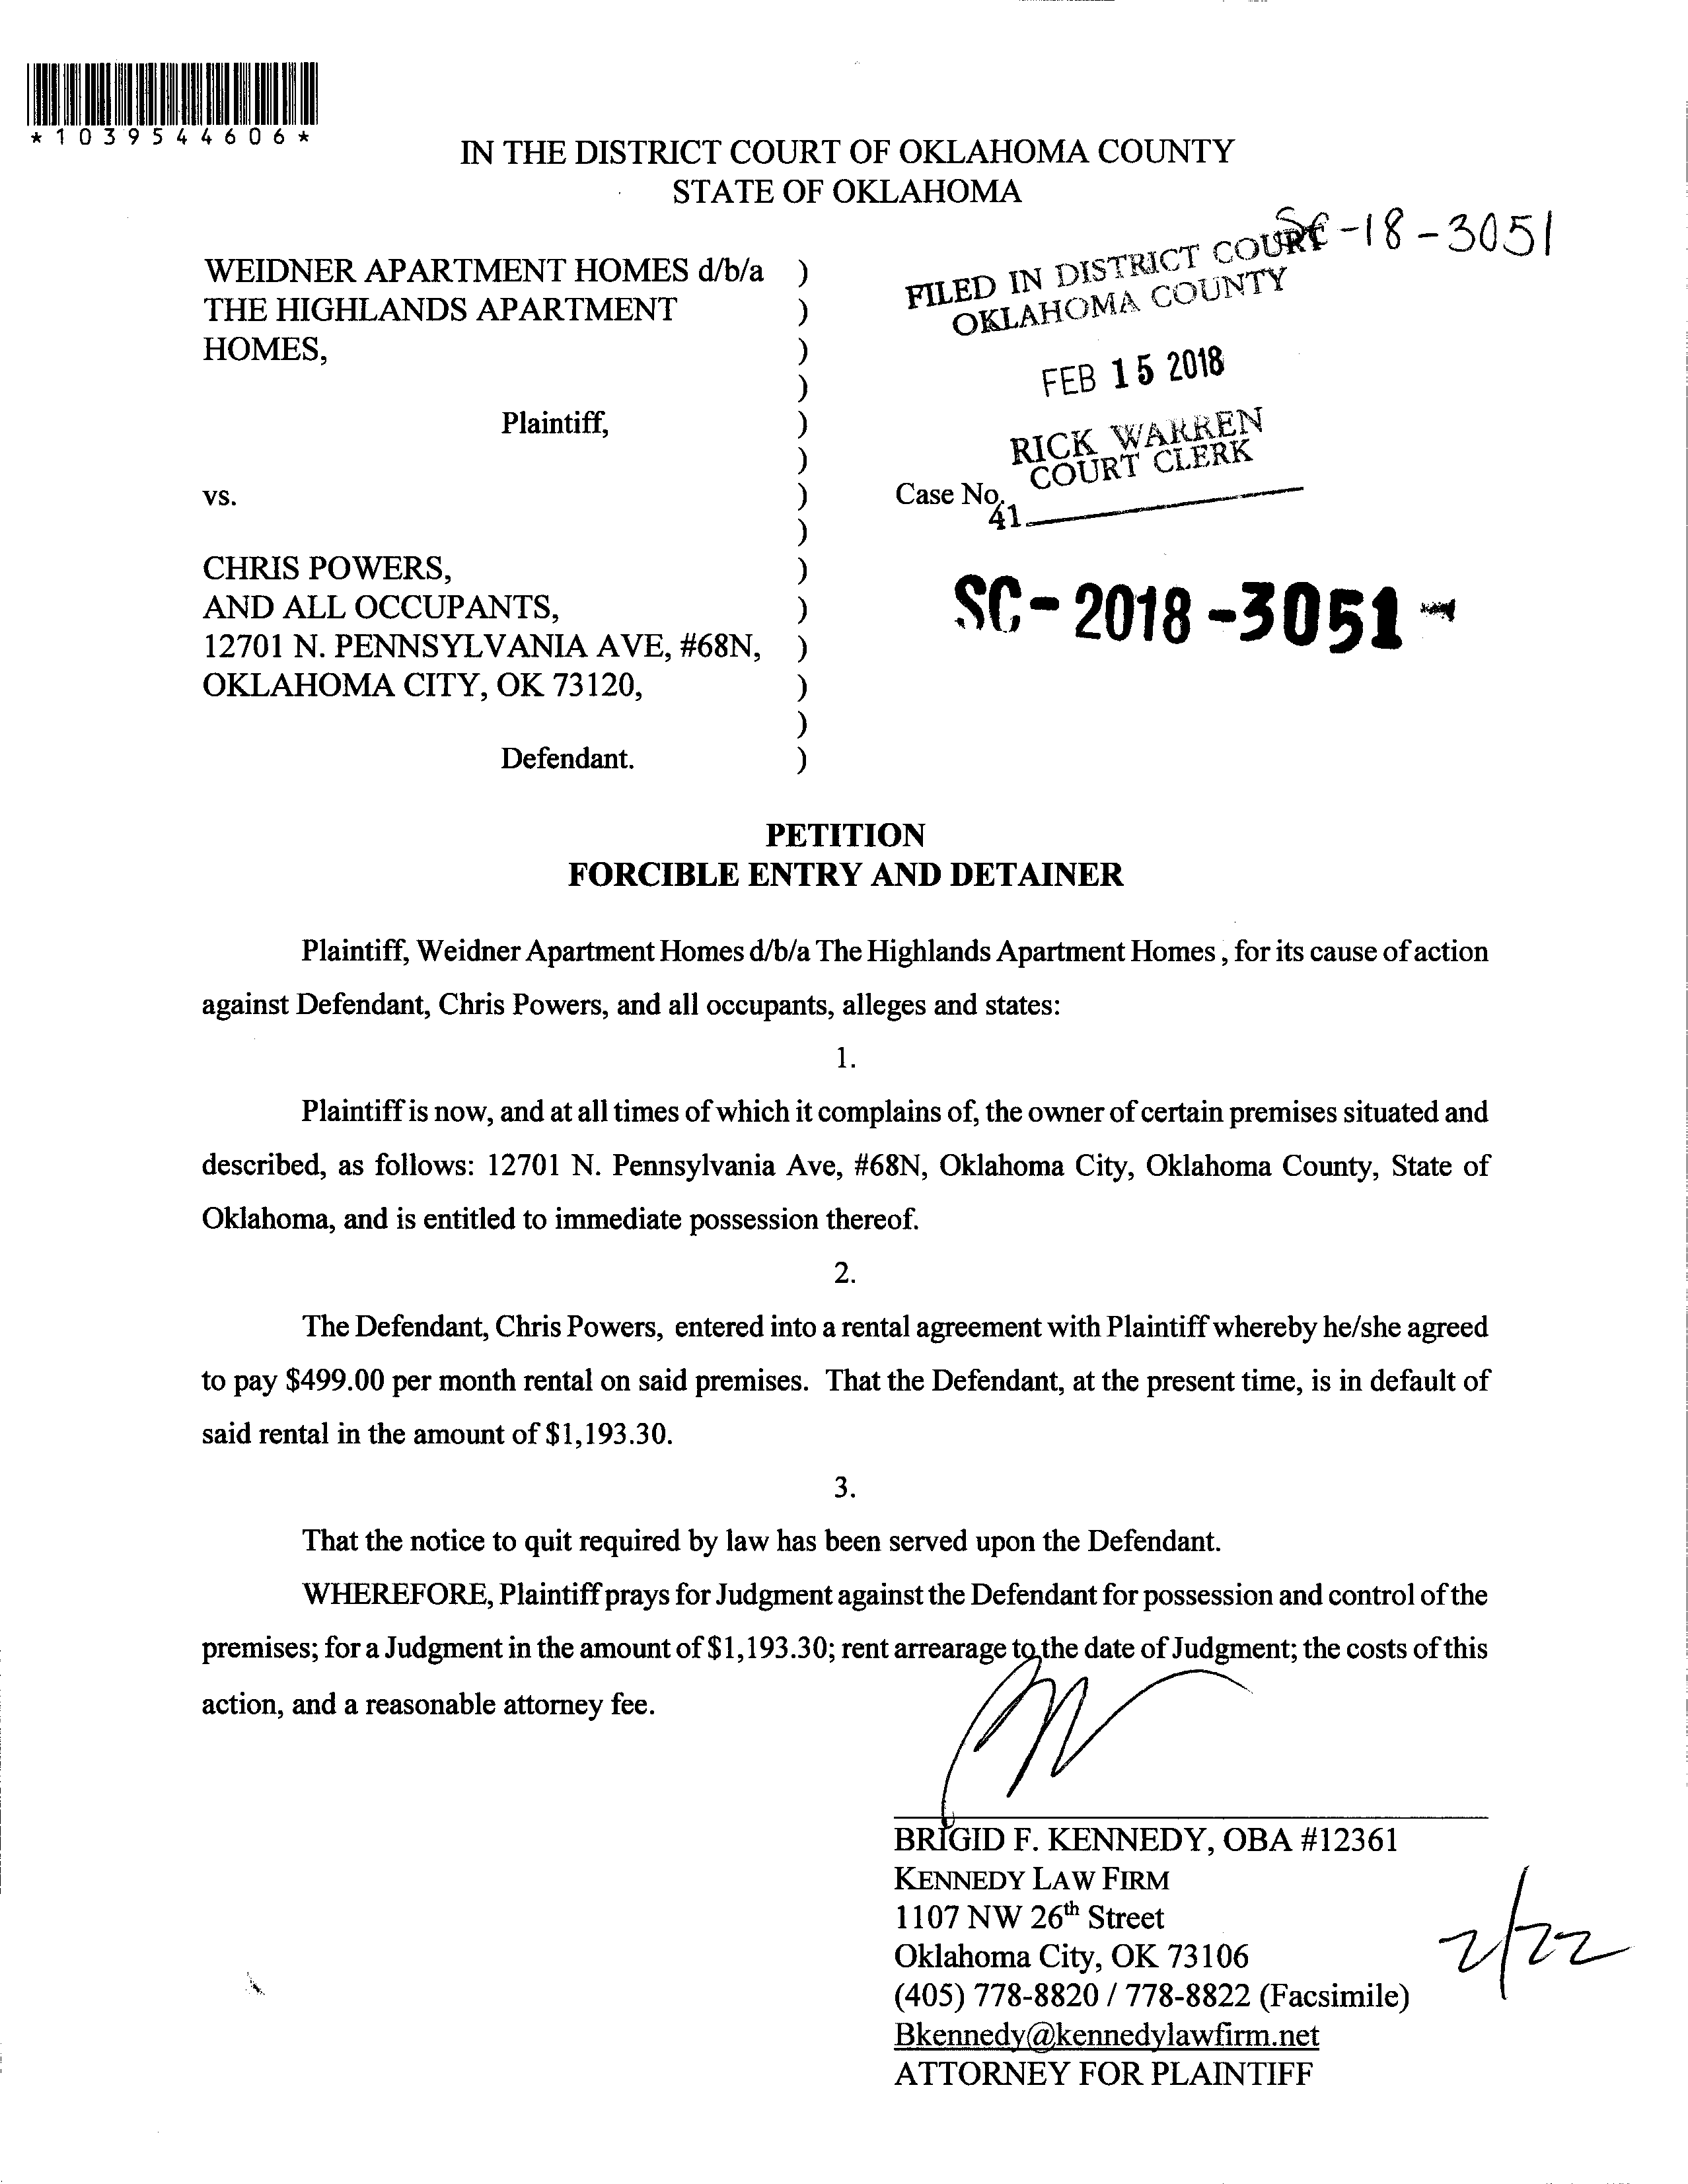 *1039544606*
IN THE DISTRICT COURT OF OKLAHOMA COUNTY
STATE OF OKLAHOMA
SC-18-3051
WEIDNER APARTMENT HOMES d/b/a )
THE HIGHLANDS APARTMENT )
HOMES, )
)
Plaintiff, )
)
vs. )
)
CHRIS POWERS, )
AND ALL OCCUPANTS, )
12701 N. PENNSYLVANIA AVE, #68N, )
OKLAHOMA CITY, OK 73120, )
)
Defendant. )
FILED IN DISTRICT COURT
OKLAHOMA COUNTY
FEB 15 2018
RICK WARREN
COURT CLERK
Case No.
41
SC-2018-3051-
PETITION
FORCIBLE ENTRY AND DETAINER
Plaintiff, Weidner Apartment Homes d/b/a The Highlands Apartment Homes , for its cause of action
against Defendant, Chris Powers, and all occupants, alleges and states:
1.
Plaintiff is now, and at all times of which it complains of, the owner of certain premises situated and
described, as follows: 12701 N. Pennsylvania Ave, #68N, Oklahoma City, Oklahoma County, State of
Oklahoma, and is entitled to immediate possession thereof.
2.
The Defendant, Chris Powers, entered into a rental agreement with Plaintiff whereby he/she agreed
to pay $499.00 per month rental on said premises. That the Defendant, at the present time, is in default of
said rental in the amount of $1,193.30.
3.
That the notice to quit required by law has been served upon the Defendant.
WHEREFORE, Plaintiff prays for Judgment against the Defendant for possession and control of the
premises; for a Judgment in the amount of $1,193.30; rent arrearage to the date of Judgment; the costs of this
action, and a reasonable attorney fee.
BRIGID F. KENNEDY, OBA #12361
KENNEDY LAW FIRM
1107 NW 26th Street
Oklahoma City, OK 73106
(405) 778-8820 / 778-8822 (Facsimile)
Bkennedy@kennedylawfirm.net
ATTORNEY FOR PLAINTIFF
2/22